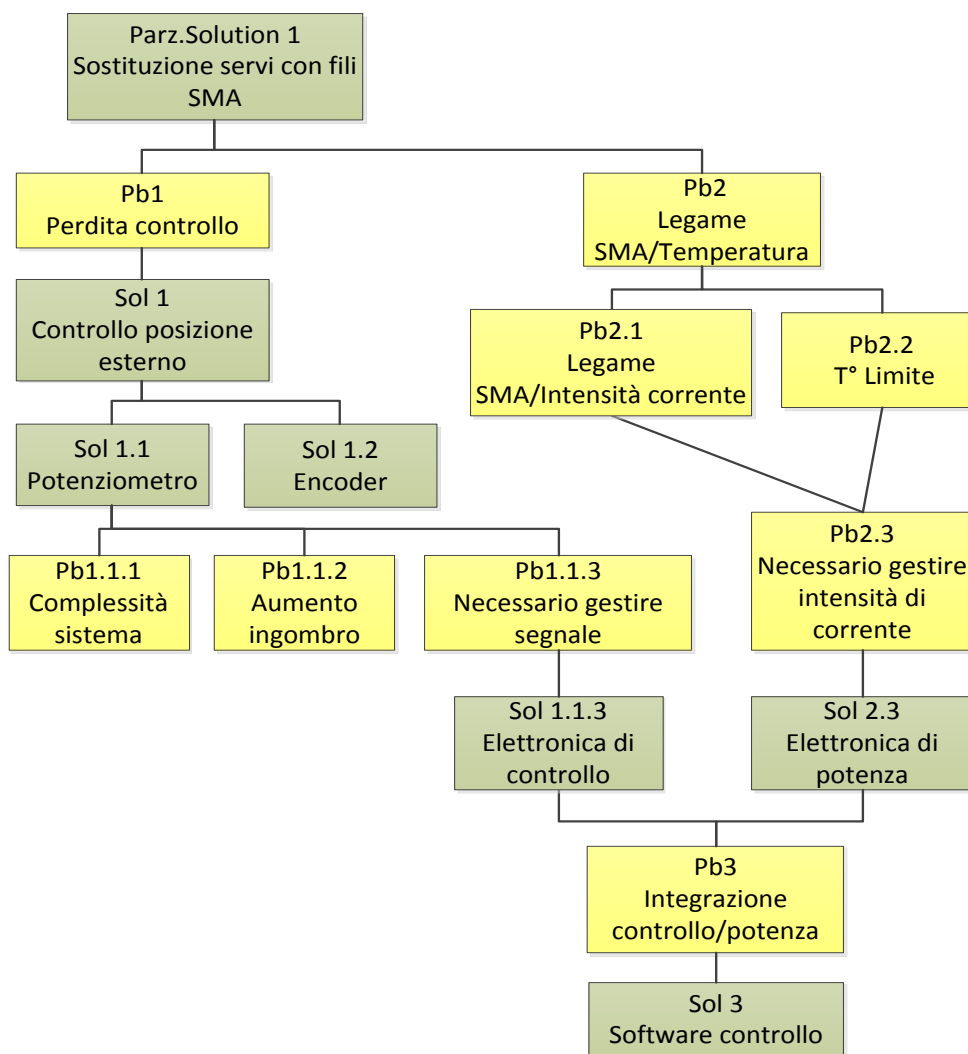 Parz.Solution 1
Sostituzione servi con fili
SMA
Pb1
Perdita controllo
Pb2
Legame
SMA/Temperatura
Sol 1
Controllo posizione
esterno
Pb2.1
Legame
SMA/Intensità corrente
Pb2.2
T° Limite
Sol 1.1
Potenziometro
Sol 1.2
Encoder
Pb1.1.1
Complessità
sistema
Pb1.1.2
Aumento
ingombro
Pb1.1.3
Necessario gestire
segnale
Pb2.3
Necessario gestire
intensità di
corrente
Sol 1.1.3
Elettronica di
controllo
Sol 2.3
Elettronica di
potenza
Pb3
Integrazione
controllo/potenza
Sol 3
Software controllo